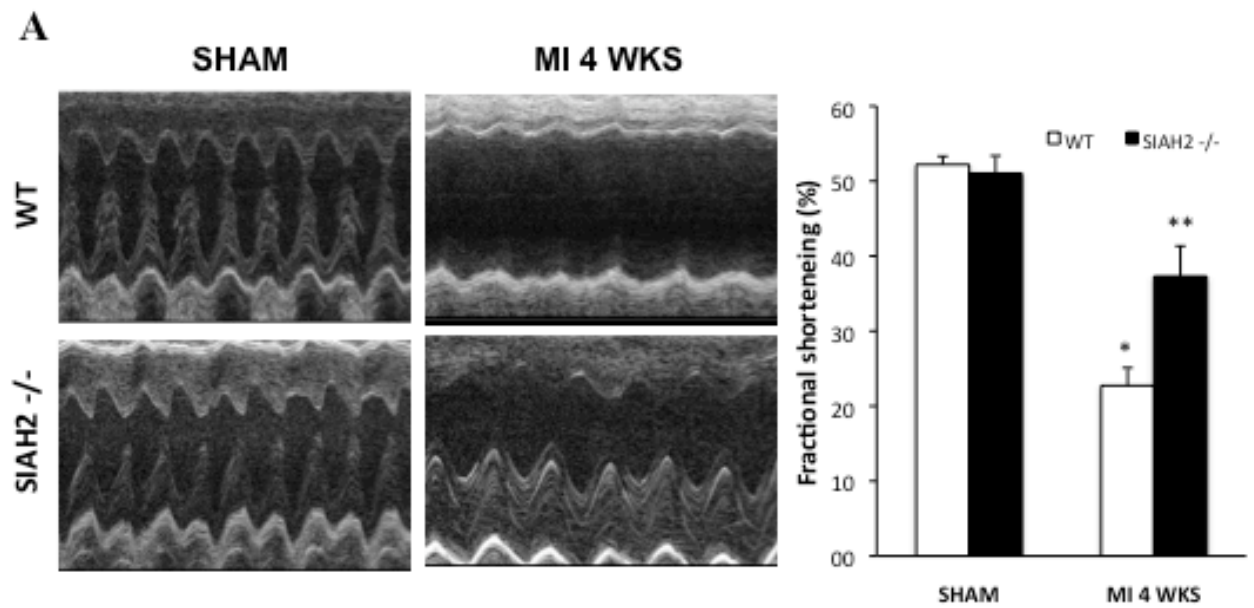 A
SHAM
MI 4 WKS
WT
SIAH2 -/-
Fractional shorteneing (%)
60
50
40
30
20
10
00
WT
SIAH2 -/-
*
**
SHAM
MI 4 WKS